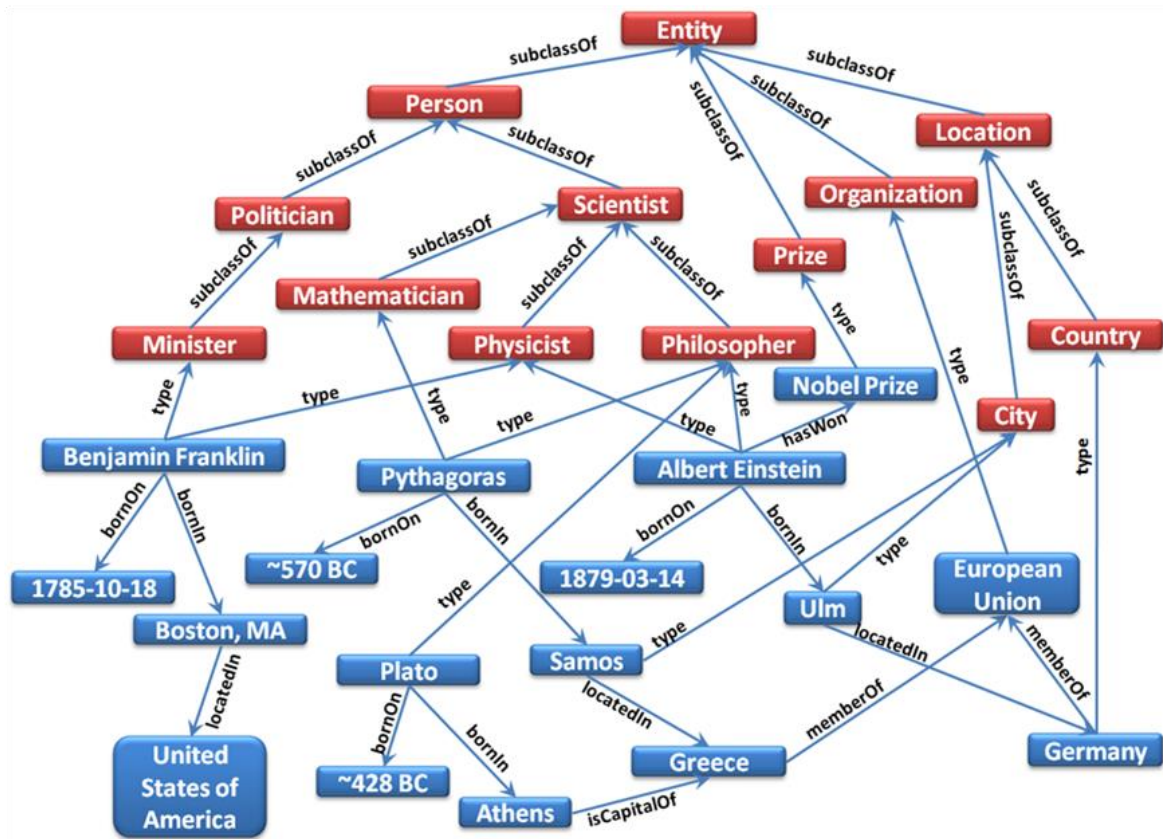 Entity
subclassOf
subclassOf
subclassOf
subclassOf
Person
Location
subclassOf
subclassOf
Politician
Scientist
Organization
subclassOf
subclassOf
subclassOf
subclassOf
subclassOf
subclassOf
Prize
Mathematician
type
Minister
Physicist
Philosopher
Country
Nobel Prize
type
type
type
type
type
type
type
hasWon
City
type
Benjamin Franklin
Pythagoras
Albert Einstein
bornOn
bornIn
bornOn
bornIn
bornOn
bornIn
type
1785-10-18
~570 BC
1879-03-14
Ulm
European
Union
Boston, MA
type
type
locatedIn
memberOf
locatedIn
Plato
Samos
locatedIn
memberOf
bornOn
bornIn
United
States of
America
~428 BC
Athens
isCapitalOf
Greece
Germany